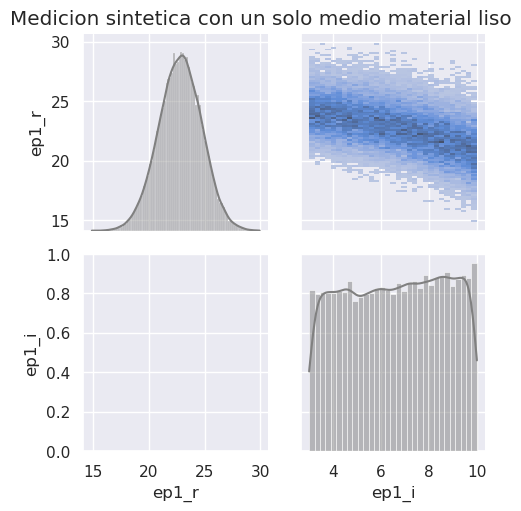 Medicion sintetica con un solo medio material liso
30
25
20
15
ep1_r
1.0
0.8
0.6
0.4
0.2
0.0
ep1_i
15 20 25 30
4 6 8 10
ep1_r ep1_i